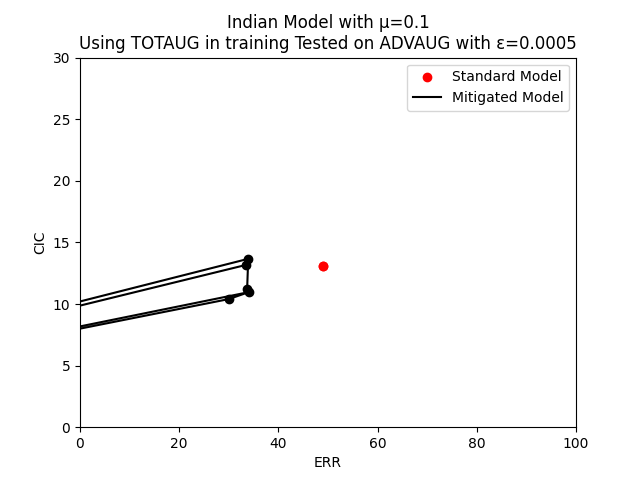 Indian Model with μ=0.1
Using TOTAUG in training Tested on ADVAUG with ε=0.0005
Standard Model
Mitigated Model
30
25
20
15
10
5
0
CIC
0 20 40 60 80 100
ERR